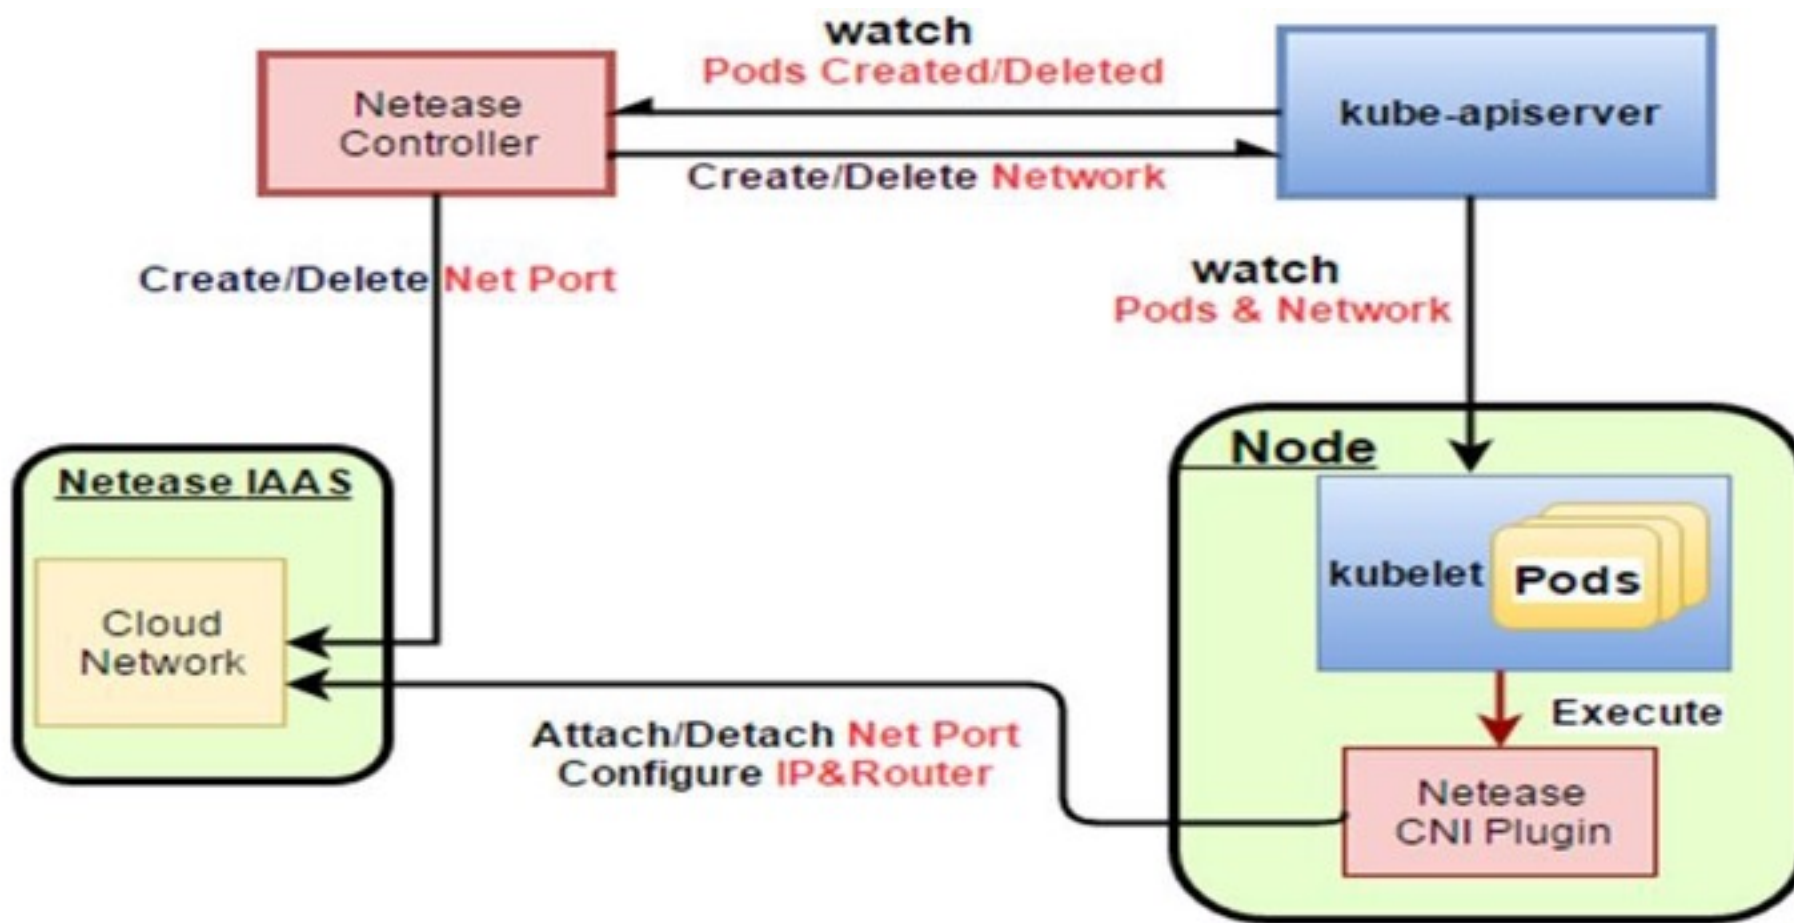 watch
Pods Created/Deleted
Netease
Controller
kube-apiserver
Create/Delete Network
Create/Delete Net Port
watch
Pods & Network
Node
Netease IAAS
kubelet
Pods
Cloud
Network
Execute
Attach/Detach Net Port
Configure IP&Router
Netease
CNI Plugin